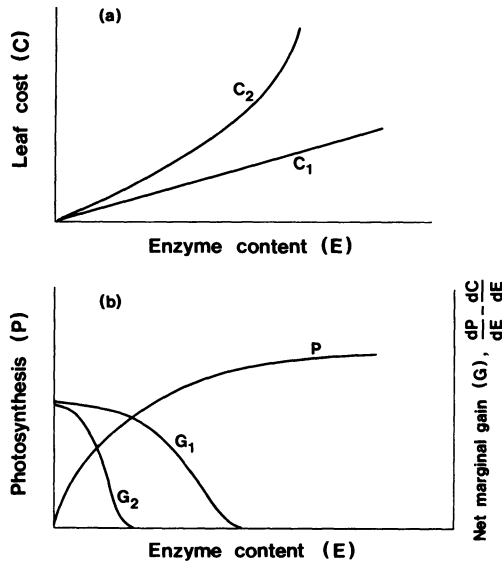 (a)
Leaf cost (C)
C2
C1
Enzyme content (E)
(b)
Photosynthesis (P)
P
G1
G2
Net marginal gain (G), dP/dE - dC/dE
Enzyme content (E)